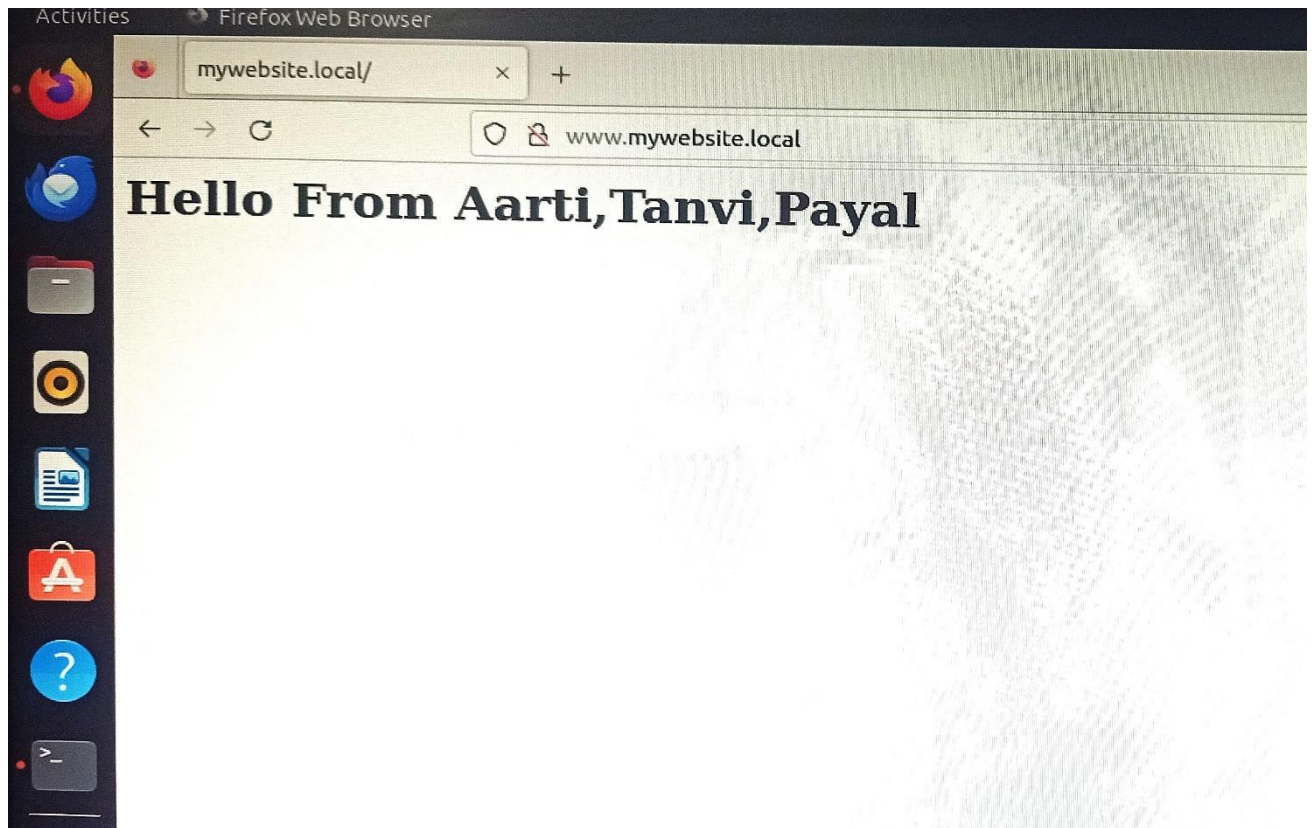 Activities Firefox Web Browser
mywebsite.local/
www.mywebsite.local
Hello From Aarti,Tanvi,Payal